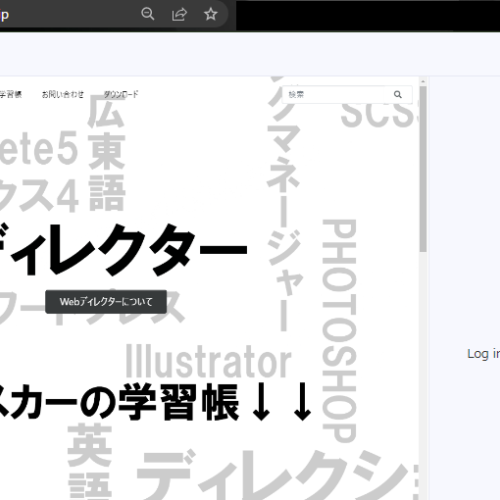 ip
学習帳 お問い合わせ ダウンロード
検索
SCSS
ete5
広東語
クス4
クマネージャー
ディレクター
PHOTOSHOP
ワードプレス
Webディレクターについて
Illustrator
Log in
スカーの学習帳↓↓
英語
ディレクシ